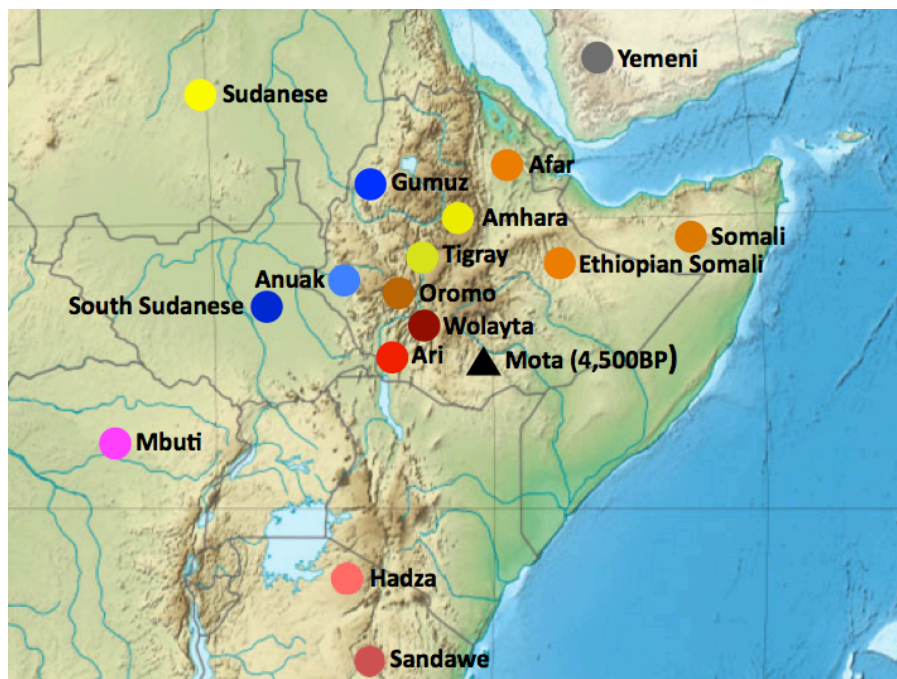 Yemeni
Sudanese
Afar
Gumuz
Amhara
Somali
Tigray
Ethiopian Somali
Anuak
Oromo
South Sudanese
Wolayta
Ari
Mota (4,500BP)
Mbuti
Hadza
Sandawe